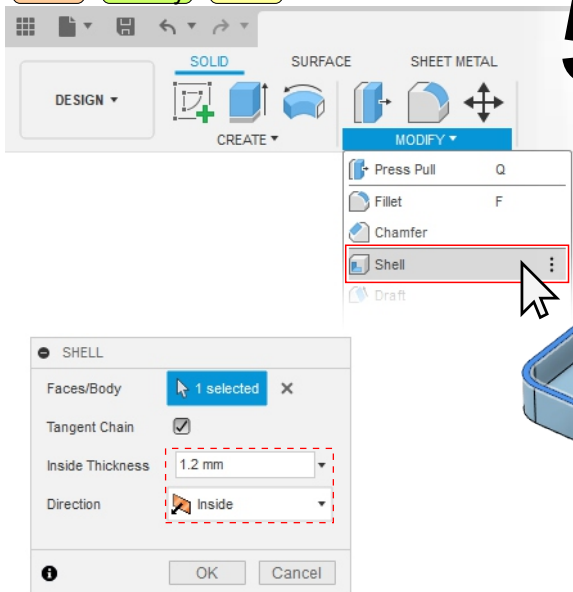 5
SOLID SURFACE SHEET METAL
DESIGN
CREATE MODIFY
Press Pull Q
Fillet F
Chamfer
Shell
Draft
SHELL
Faces/Body 1 selected
Tangent Chain
Inside Thickness 1.2 mm
Direction Inside
OK Cancel